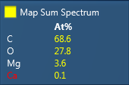 Map Sum Spectrum
At%
C 68.6
O 27.8
Mg 3.6
Ca 0.1